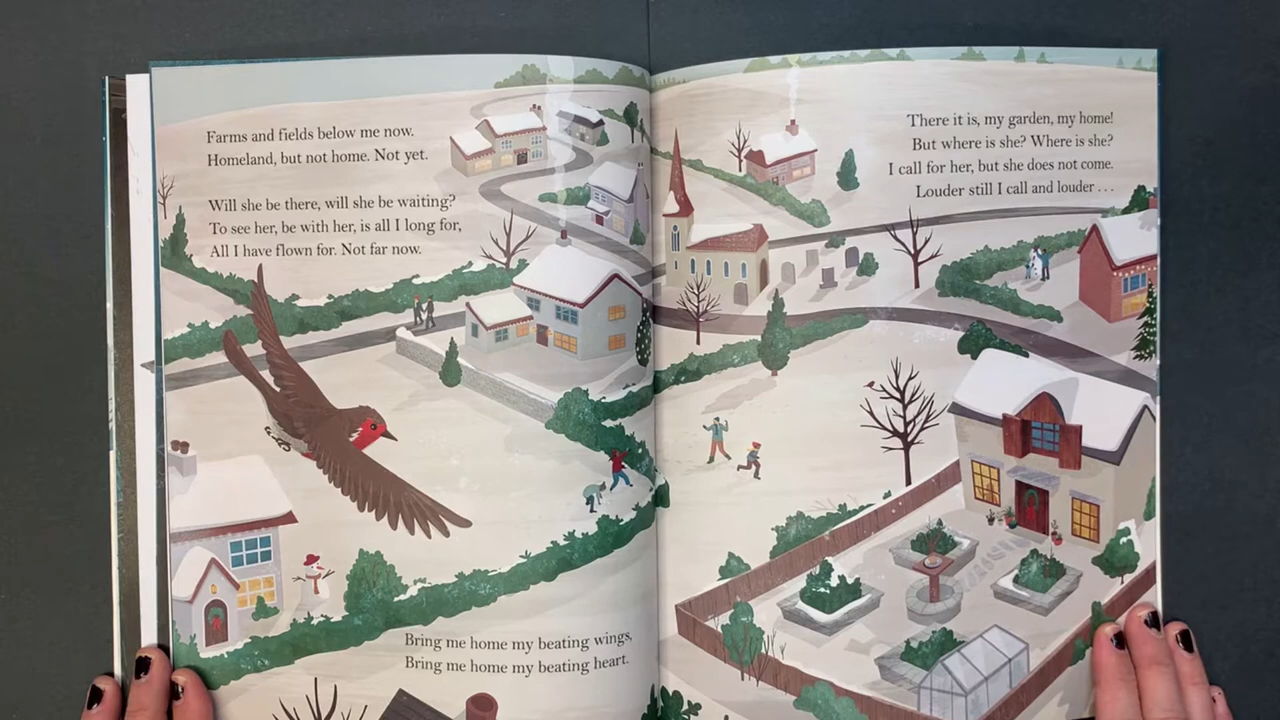 Farms and fields below me now.
Homeland, but not home. Not yet.
Will she be there, will she be waiting?
To see her, be with her, is all I long for,
All I have flown for. Not far now.
Bring me home my beating wings,
Bring me home my beating heart.
There it is, my garden, my home!
But where is she? Where is she?
I call for her, but she does not come.
Louder still I call and louder . . .